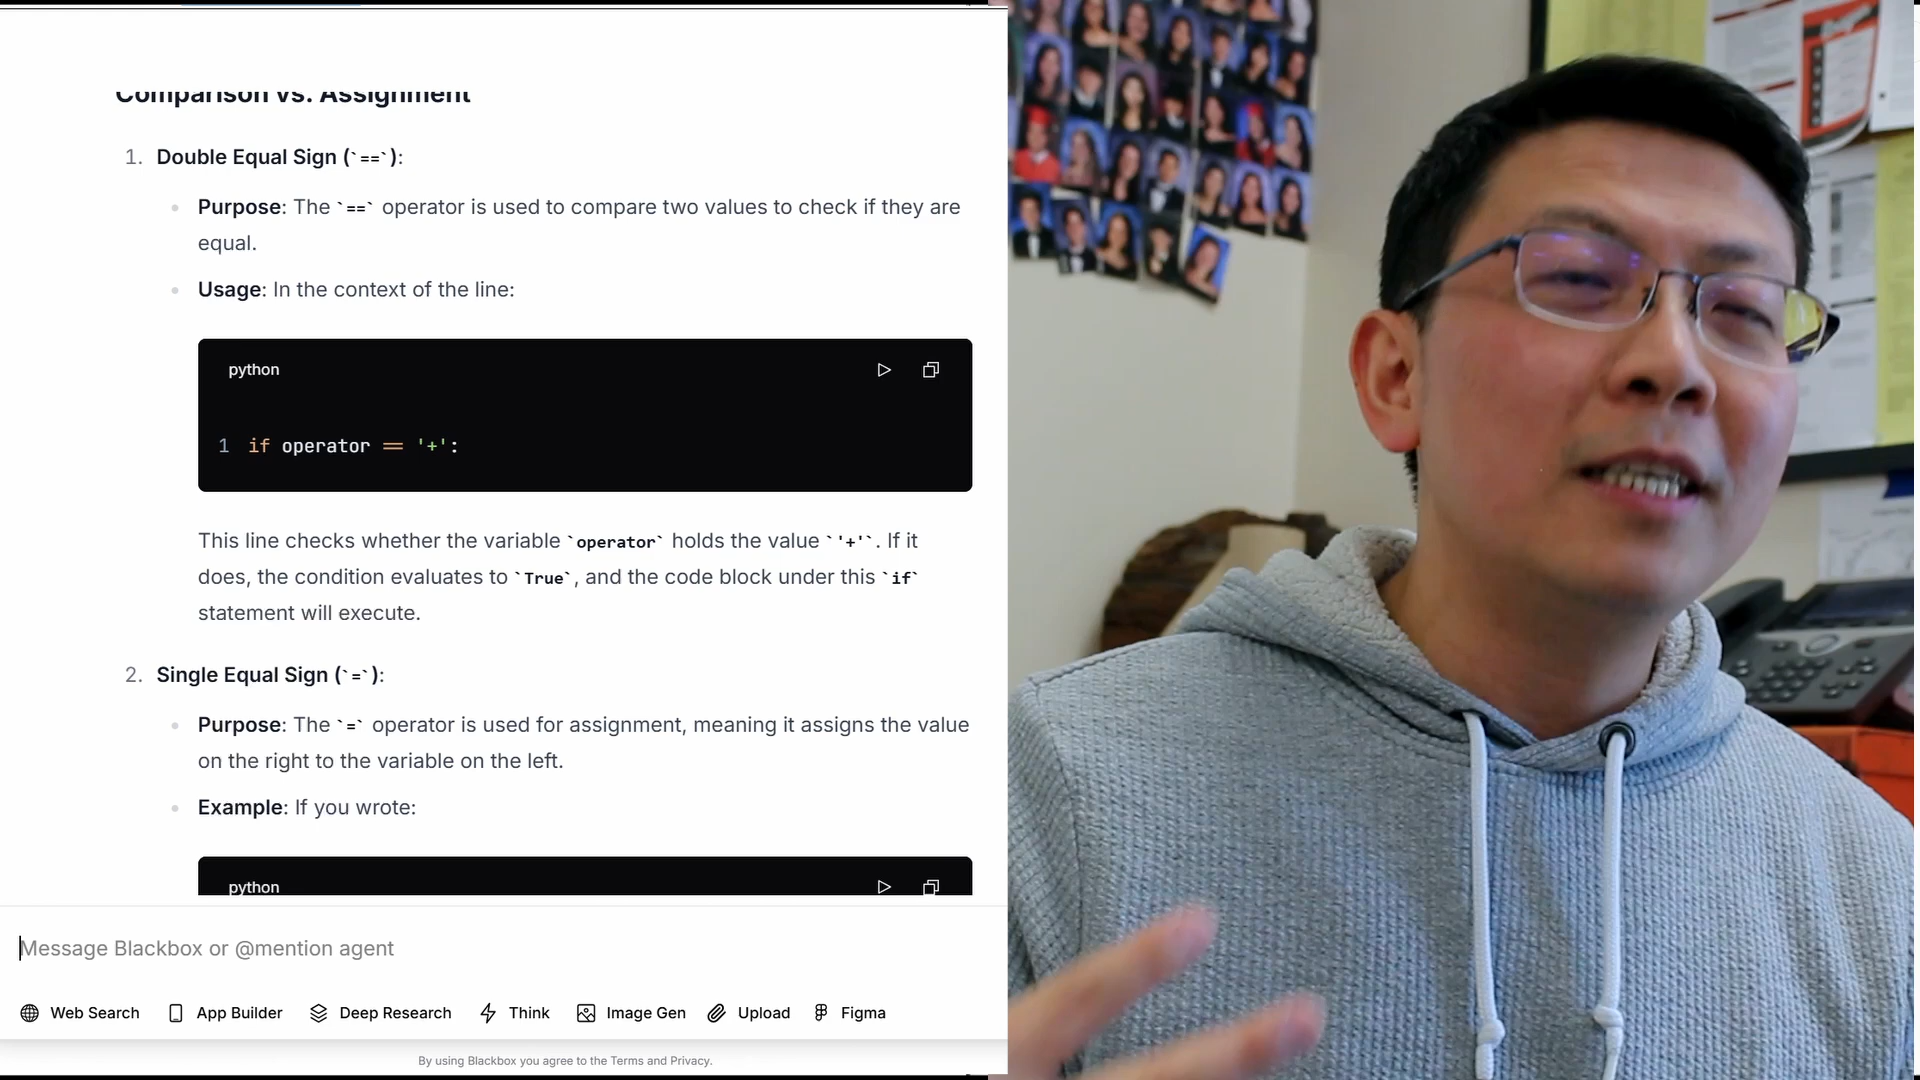 Comparison vs. Assignment
1. Double Equal Sign (`==`):
Purpose: The `==` operator is used to compare two values to check if they are
equal.
Usage: In the context of the line:
python
1 if operator == '+':
This line checks whether the variable `operator` holds the value `'+'`. If it
does, the condition evaluates to `True`, and the code block under this `if`
statement will execute.
2. Single Equal Sign (`=`):
Purpose: The `=` operator is used for assignment, meaning it assigns the value
on the right to the variable on the left.
Example: If you wrote:
python
Message Blackbox or @mention agent
Web Search App Builder Deep Research Think Image Gen Upload Figma
By using Blackbox you agree to the Terms and Privacy.